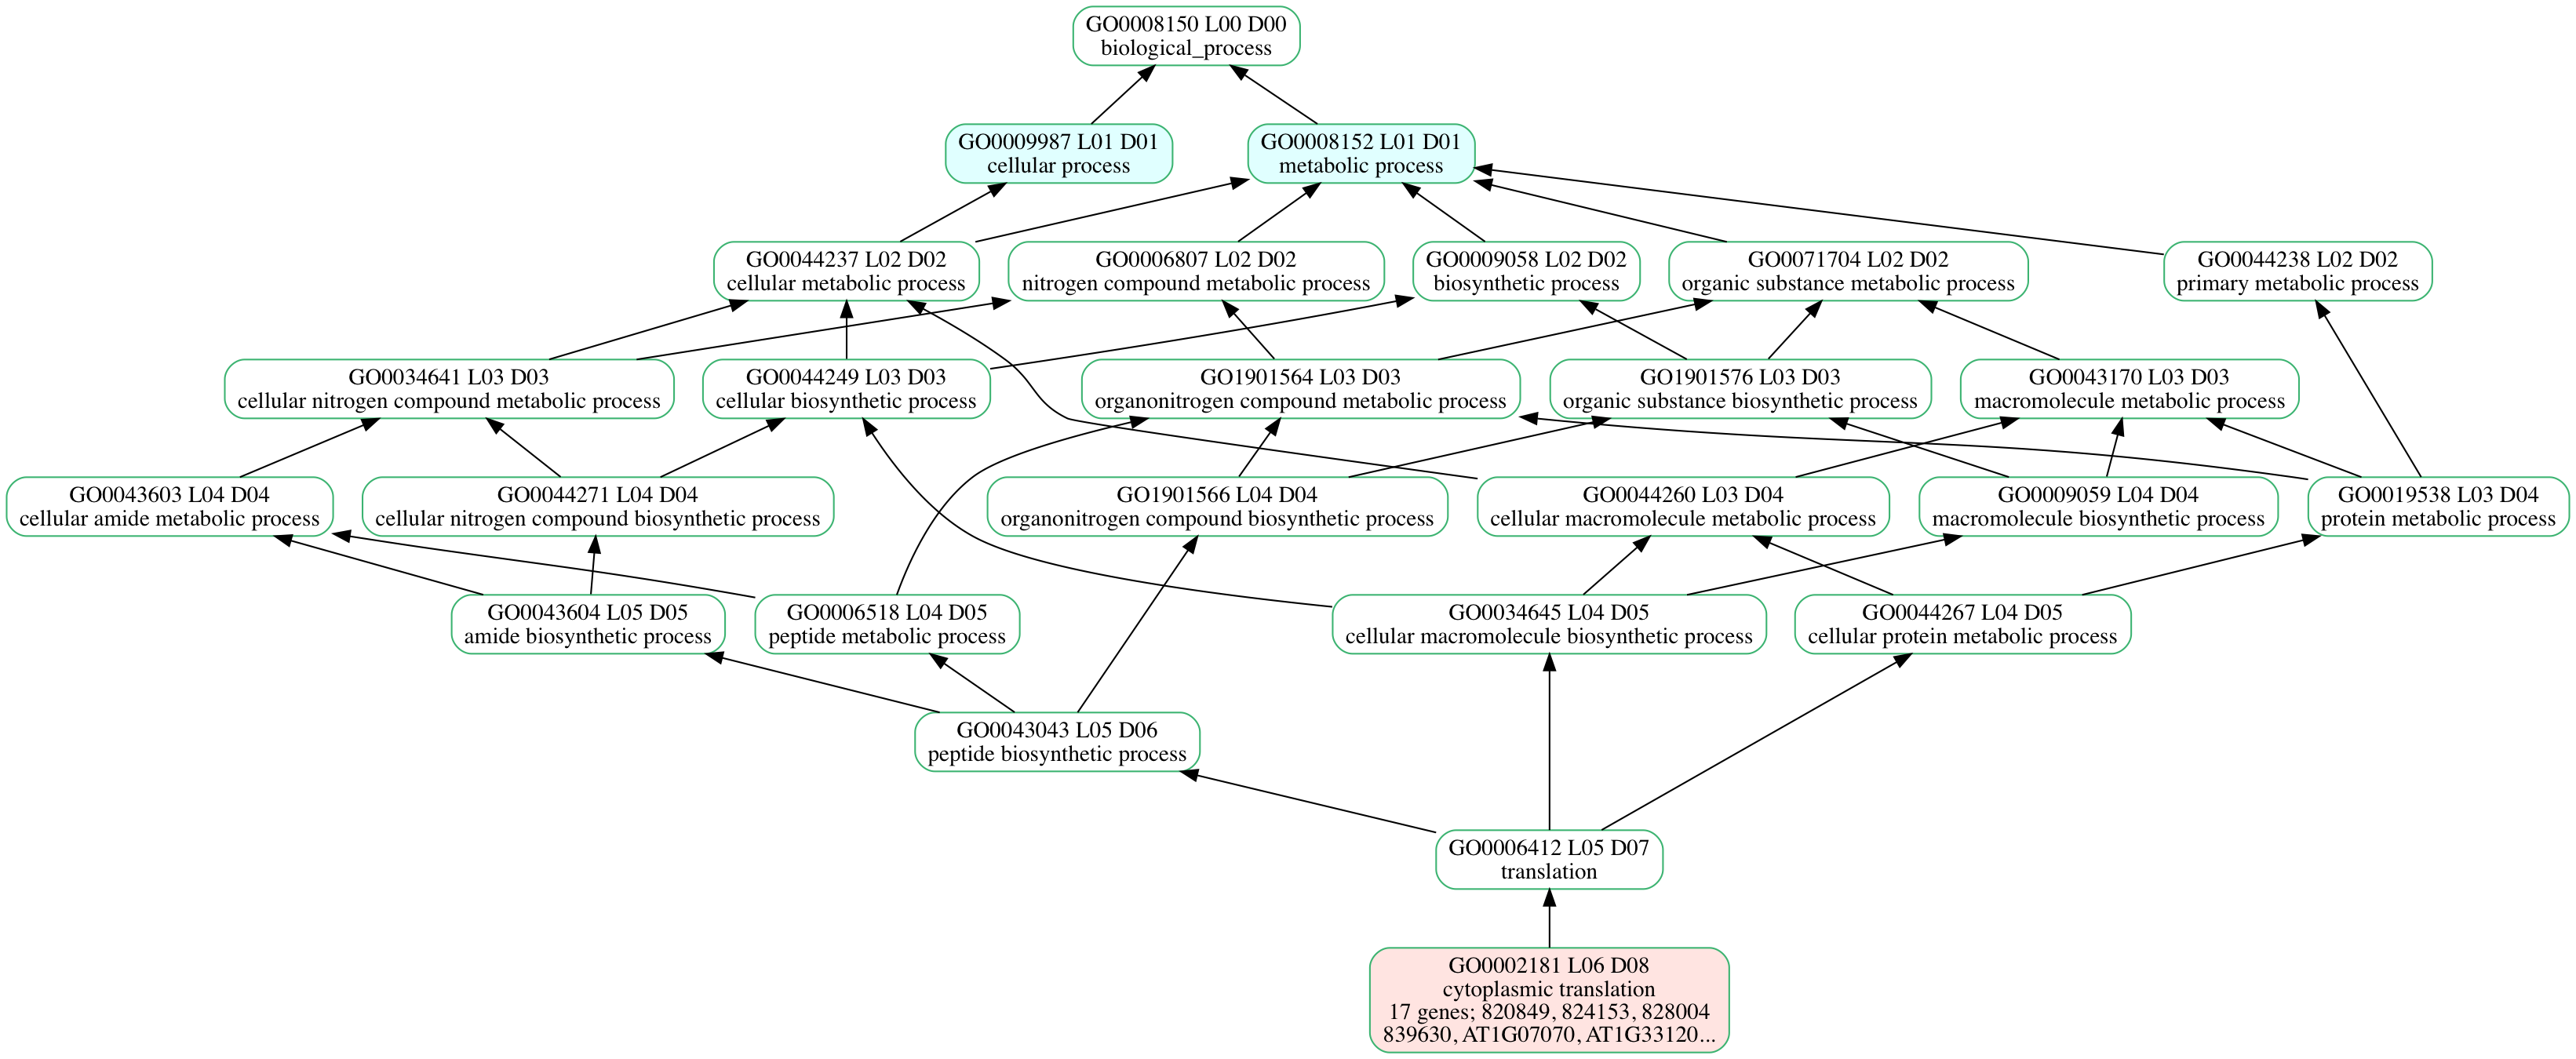 GO0008150 L00 D00
biological_process
GO0009987 L01 D01
cellular process
GO0008152 L01 D01
metabolic process
GO0044237 L02 D02
cellular metabolic process
GO0006807 L02 D02
nitrogen compound metabolic process
GO0009058 L02 D02
biosynthetic process
GO0071704 L02 D02
organic substance metabolic process
GO0044238 L02 D02
primary metabolic process
GO0034641 L03 D03
cellular nitrogen compound metabolic process
GO0044249 L03 D03
cellular biosynthetic process
GO1901564 L03 D03
organonitrogen compound metabolic process
GO1901576 L03 D03
organic substance biosynthetic process
GO0043170 L03 D03
macromolecule metabolic process
GO0043603 L04 D04
cellular amide metabolic process
GO0044271 L04 D04
cellular nitrogen compound biosynthetic process
GO1901566 L04 D04
organonitrogen compound biosynthetic process
GO0044260 L03 D04
cellular macromolecule metabolic process
GO0009059 L04 D04
macromolecule biosynthetic process
GO0019538 L03 D04
protein metabolic process
GO0043604 L05 D05
amide biosynthetic process
GO0006518 L04 D05
peptide metabolic process
GO0034645 L04 D05
cellular macromolecule biosynthetic process
GO0044267 L04 D05
cellular protein metabolic process
GO0043043 L05 D06
peptide biosynthetic process
GO0006412 L05 D07
translation
GO0002181 L06 D08
cytoplasmic translation
17 genes; 820849, 824153, 828004
839630, AT1G07070, AT1G33120...